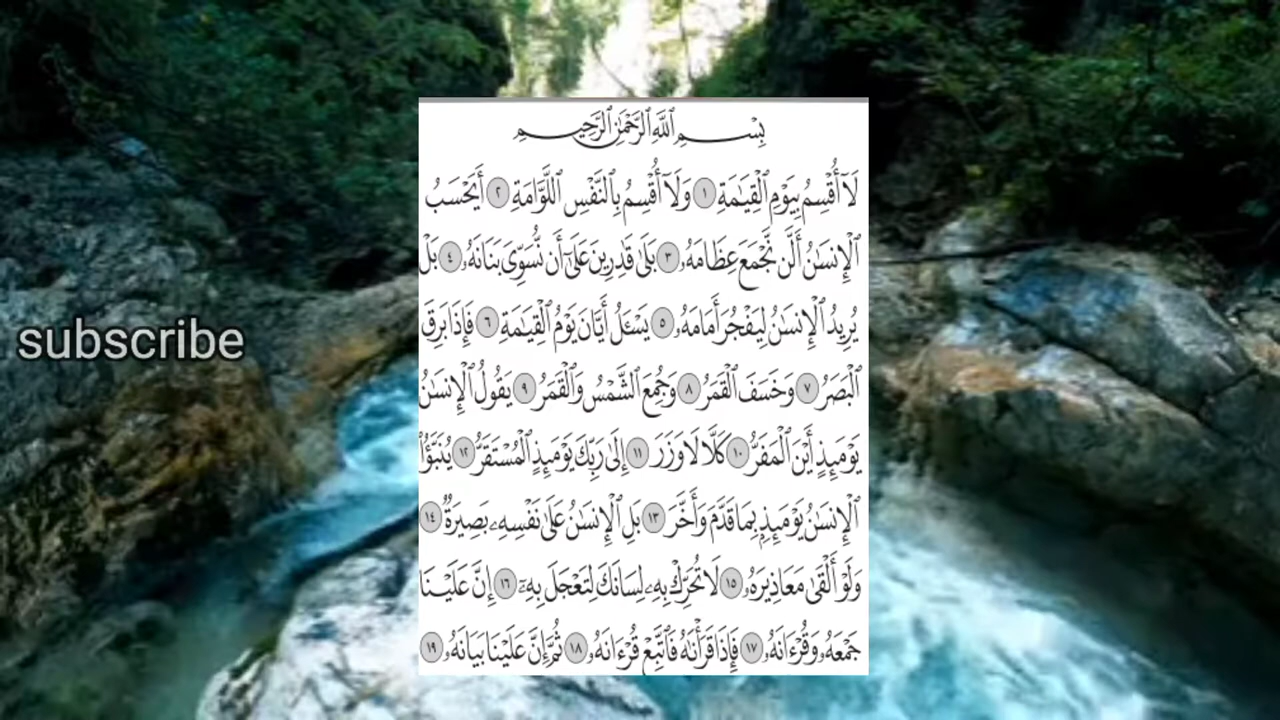 بِسْمِ ٱللَّهِ ٱلرَّحْمَٰنِ ٱلرَّحِيمِ
لَآ أُقْسِمُ بِيَوْمِ ٱلْقِيَٰمَةِ ١ وَلَآ أُقْسِمُ بِٱلنَّفْسِ ٱللَّوَّامَةِ ٢ أَيَحْسَبُ
ٱلْإِنسَٰنُ أَلَّن نَّجْمَعَ عِظَامَهُۥ ٣ بَلَىٰ قَٰدِرِينَ عَلَىٰٓ أَن نُّسَوِّىَ بَنَانَهُۥ ٤ بَلْ
يُرِيدُ ٱلْإِنسَٰنُ لِيَفْجُرَ أَمَامَهُۥ ٥ يَسْـَٔلُ أَيَّانَ يَوْمُ ٱلْقِيَٰمَةِ ٦ فَإِذَا بَرِقَ
subscribe
ٱلْبَصَرُ ٧ وَخَسَفَ ٱلْقَمَرُ ٨ وَجُمِعَ ٱلشَّمْسُ وَٱلْقَمَرُ ٩ يَقُولُ ٱلْإِنسَٰنُ
يَوْمَئِذٍ أَيْنَ ٱلْمَفَرُّ ١٠ كَلَّا لَا وَزَرَ ١١ إِلَىٰ رَبِّكَ يَوْمَئِذٍ ٱلْمُسْتَقَرُّ ١٢ يُنَبَّؤُا۟
ٱلْإِنسَٰنُ يَوْمَئِذٍۭ بِمَا قَدَّمَ وَأَخَّرَ ١٣ بَلِ ٱلْإِنسَٰنُ عَلَىٰ نَفْسِهِۦ بَصِيرَةٌ ١٤
وَلَوْ أَلْقَىٰ مَعَاذِيرَهُۥ ١٥ لَا تُحَرِّكْ بِهِۦ لِسَانَكَ لِتَعْجَلَ بِهِۦٓ ١٦ إِنَّ عَلَيْنَا
جَمْعَهُۥ وَقُرْءَانَهُۥ ١٧ فَإِذَا قَرَأْنَٰهُ فَٱتَّبِعْ قُرْءَانَهُۥ ١٨ ثُمَّ إِنَّ عَلَيْنَا بَيَانَهُۥ ١٩